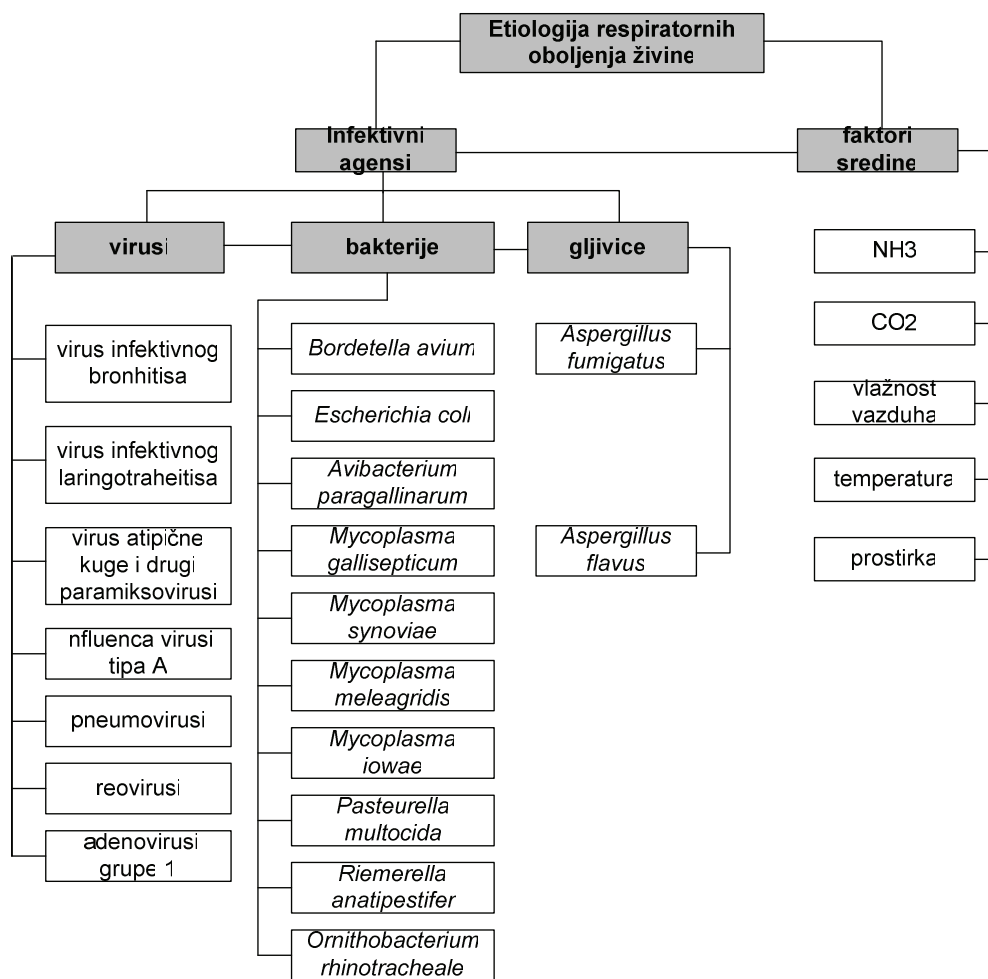 Etiologija respiratornih
oboljenja živine
Infektivni
agensi
faktori
sredine
virusi
bakterije
gljivice
virus infektivnog
bronhitisa
virus infektivnog
laringotraheitisa
virus atipične
kuge i drugi
paramiksovirusi
nfluenca virusi
tipa A
pneumovirusi
reovirusi
adenovirusi
grupe 1
Bordetella avium
Escherichia coli
Avibacterium
paragallinarum
Mycoplasma
gallisepticum
Mycoplasma
synoviae
Mycoplasma
meleagridis
Mycoplasma
iowae
Pasteurella
multocida
Riemerella
anatipestifer
Ornithobacterium
rhinotracheale
Aspergillus
fumigatus
Aspergillus
flavus
NH3
CO2
vlažnost
vazduha
temperatura
prostirka